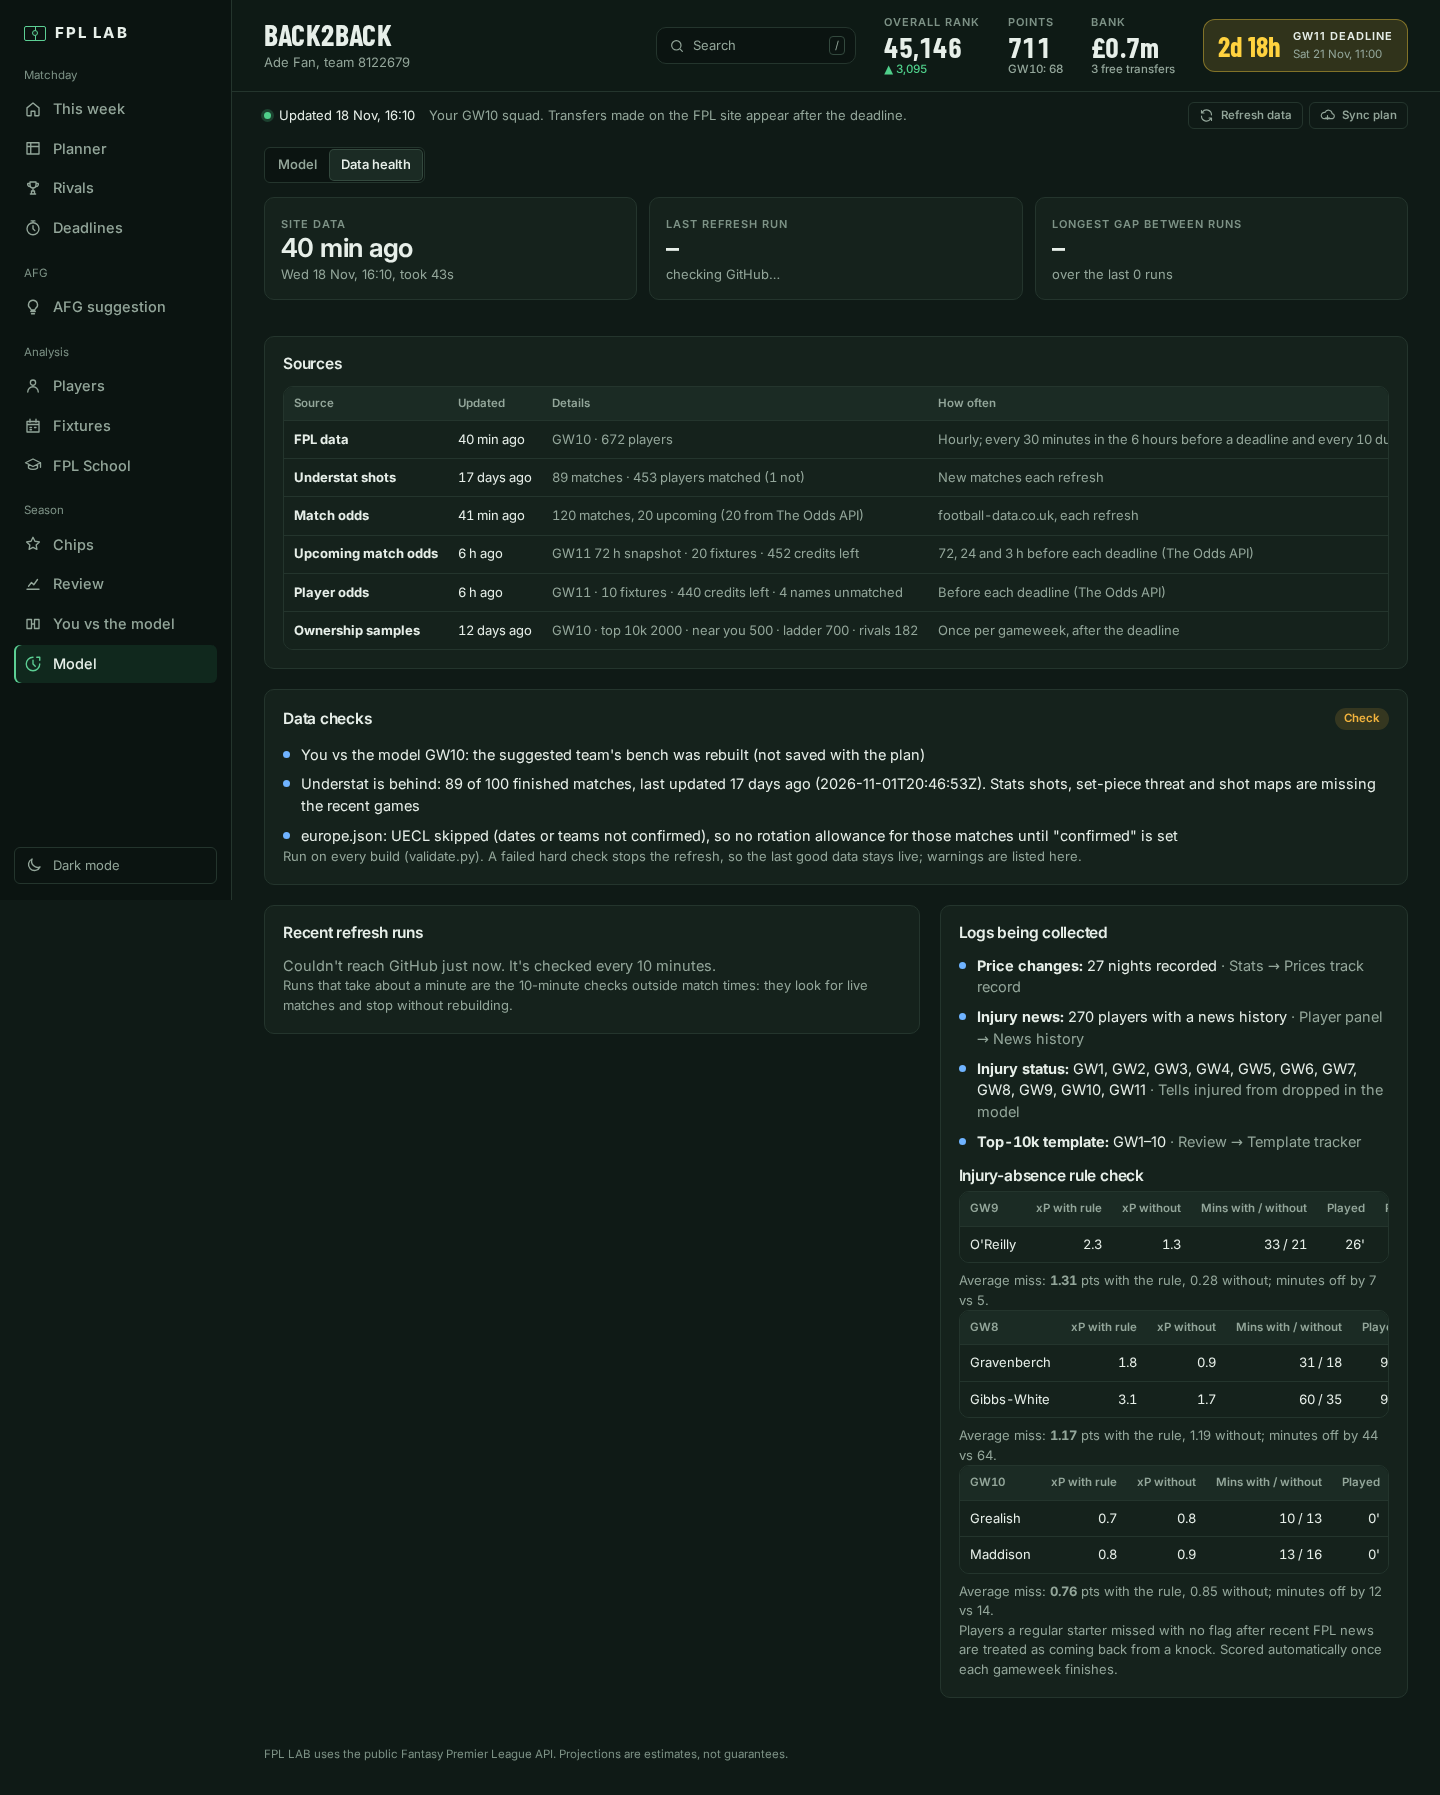 FPL LAB
Matchday
This week
Planner
Rivals
Deadlines
AFG
AFG suggestion
Analysis
Players
Fixtures
FPL School
Season
Chips
Review
You vs the model
Model
Dark mode
BACK2BACK
Ade Fan, team 8122679
Search /
OVERALL RANK
45,146
▲ 3,095
POINTS
711
GW10: 68
BANK
£0.7m
3 free transfers
2d 18h
GW11 DEADLINE
Sat 21 Nov, 11:00
Updated 18 Nov, 16:10 Your GW10 squad. Transfers made on the FPL site appear after the deadline.
Refresh data
Sync plan
Model Data health
SITE DATA
40 min ago
Wed 18 Nov, 16:10, took 43s
LAST REFRESH RUN
–
checking GitHub…
LONGEST GAP BETWEEN RUNS
–
over the last 0 runs
Sources
Source Updated Details How often
FPL data 40 min ago GW10 · 672 players Hourly; every 30 minutes in the 6 hours before a deadline and every 10 du
Understat shots 17 days ago 89 matches · 453 players matched (1 not) New matches each refresh
Match odds 41 min ago 120 matches, 20 upcoming (20 from The Odds API) football-data.co.uk, each refresh
Upcoming match odds 6 h ago GW11 72 h snapshot · 20 fixtures · 452 credits left 72, 24 and 3 h before each deadline (The Odds API)
Player odds 6 h ago GW11 · 10 fixtures · 440 credits left · 4 names unmatched Before each deadline (The Odds API)
Ownership samples 12 days ago GW10 · top 10k 2000 · near you 500 · ladder 700 · rivals 182 Once per gameweek, after the deadline
Data checks
Check
You vs the model GW10: the suggested team's bench was rebuilt (not saved with the plan)
Understat is behind: 89 of 100 finished matches, last updated 17 days ago (2026-11-01T20:46:53Z). Stats shots, set-piece threat and shot maps are missing
the recent games
europe.json: UECL skipped (dates or teams not confirmed), so no rotation allowance for those matches until "confirmed" is set
Run on every build (validate.py). A failed hard check stops the refresh, so the last good data stays live; warnings are listed here.
Recent refresh runs
Couldn't reach GitHub just now. It's checked every 10 minutes.
Runs that take about a minute are the 10-minute checks outside match times: they look for live
matches and stop without rebuilding.
Logs being collected
Price changes: 27 nights recorded · Stats → Prices track
record
Injury news: 270 players with a news history · Player panel
→ News history
Injury status: GW1, GW2, GW3, GW4, GW5, GW6, GW7,
GW8, GW9, GW10, GW11 · Tells injured from dropped in the
model
Top-10k template: GW1–10 · Review → Template tracker
Injury-absence rule check
GW9 xP with rule xP without Mins with / without Played
O'Reilly 2.3 1.3 33 / 21 26'
Average miss: 1.31 pts with the rule, 0.28 without; minutes off by 7
vs 5.
GW8 xP with rule xP without Mins with / without Playe
Gravenberch 1.8 0.9 31 / 18 9
Gibbs-White 3.1 1.7 60 / 35 9
Average miss: 1.17 pts with the rule, 1.19 without; minutes off by 44
vs 64.
GW10 xP with rule xP without Mins with / without Played
Grealish 0.7 0.8 10 / 13 0'
Maddison 0.8 0.9 13 / 16 0'
Average miss: 0.76 pts with the rule, 0.85 without; minutes off by 12
vs 14.
Players a regular starter missed with no flag after recent FPL news
are treated as coming back from a knock. Scored automatically once
each gameweek finishes.
FPL LAB uses the public Fantasy Premier League API. Projections are estimates, not guarantees.